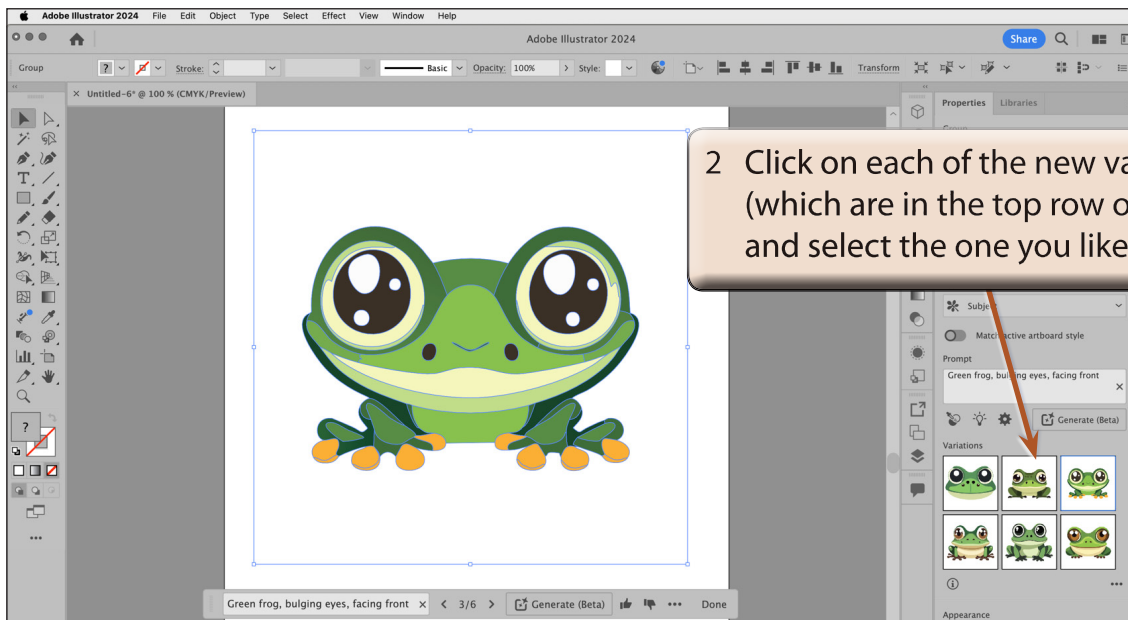 Adobe Illustrator 2024 File Edit Object Type Select Effect View Window Help
Adobe Illustrator 2024 Share
Group ? Stroke: Basic Opacity: 100% Style: Transform
× Untitled-6* @ 100 % (CMYK/Preview)
Properties Libraries
2 Click on each of the new va
(which are in the top row o
and select the one you like
Subject
Match active artboard style
Prompt
Green frog, bulging eyes, facing front ×
Generate (Beta)
?
Variations
Green frog, bulging eyes, facing front × < 3/6 > Generate (Beta) ••• Done
Appearance